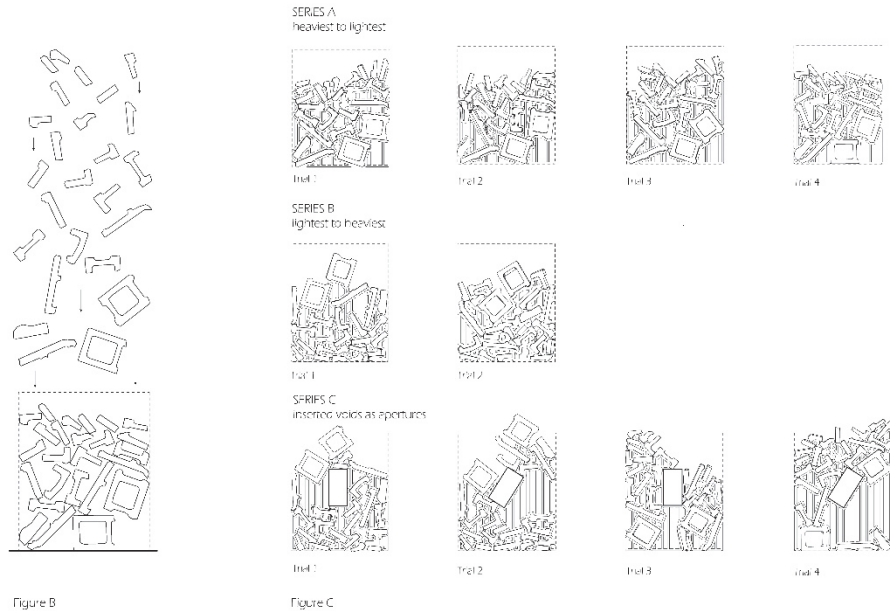 SERIES A
heaviest to lightest
Trial 1
Trial 2
Trial 3
Trial 4
SERIES B
lightest to heaviest
Trial 1
Trial 2
SERIES C
inserted voids as apertures
Trial 1
Trial 2
Trial 3
Trial 4
Figure B
Figure C